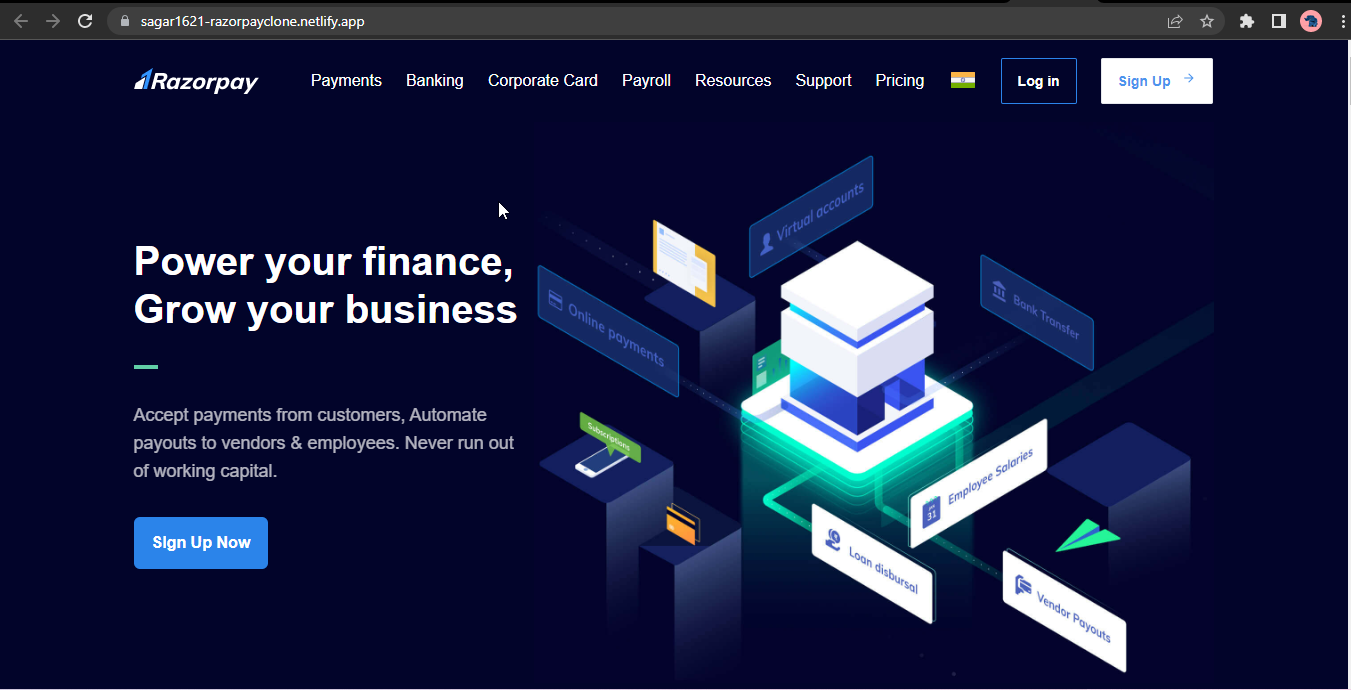 sagar1621-razorpayclone.netlify.app
Razorpay
Payments
Banking
Corporate Card
Payroll
Resources
Support
Pricing
Log in
Sign Up
Virtual accounts
Power your finance,
Grow your business
Online payments
Bank Transfer
Accept payments from customers, Automate
payouts to vendors & employees. Never run out
of working capital.
Subscriptions
Employee Salaries
31
SIgn Up Now
Loan disbursal
Vendor Payouts